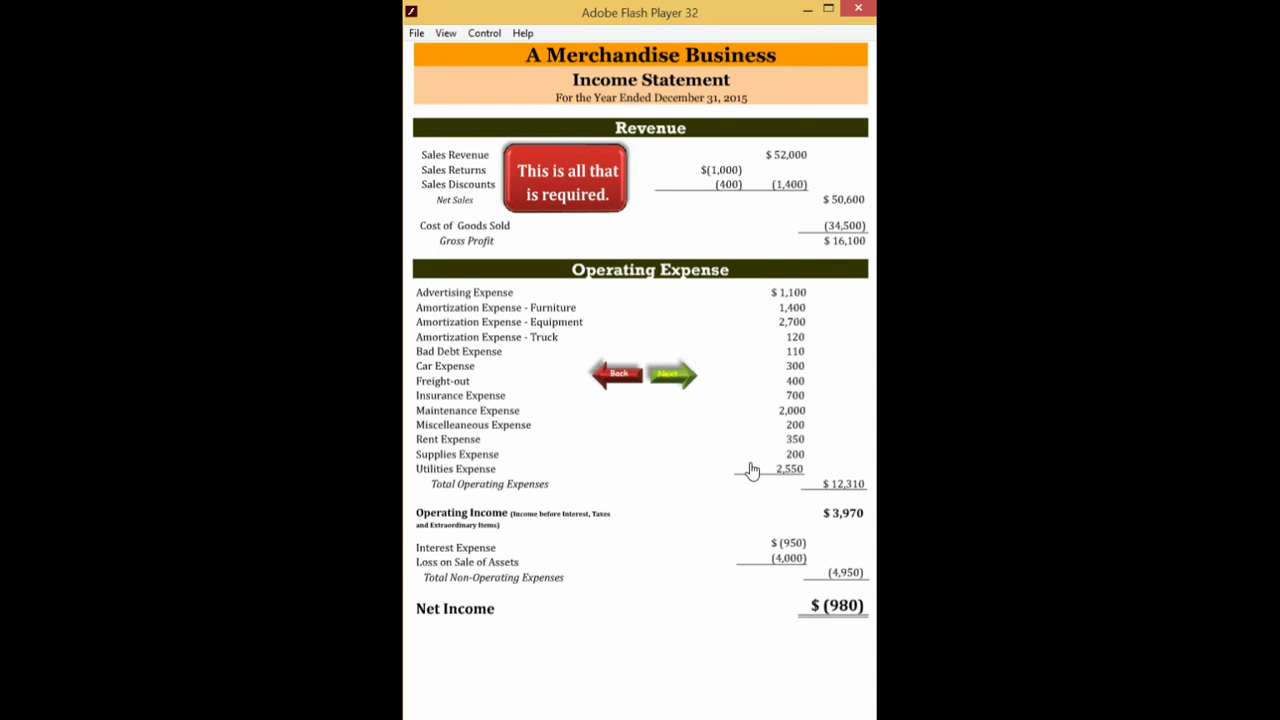 Adobe Flash Player 32
File View Control Help
A Merchandise Business
Income Statement
For the Year Ended December 31, 2015
Revenue
Sales Revenue $ 52,000
Sales Returns $(1,000)
Sales Discounts (400) (1,400)
Net Sales $ 50,600
This is all that
is required.
Cost of Goods Sold (34,500)
Gross Profit $ 16,100
Operating Expense
Advertising Expense $ 1,100
Amortization Expense - Furniture 1,400
Amortization Expense - Equipment 2,700
Amortization Expense - Truck 120
Bad Debt Expense 110
Car Expense 300
Back Next
Freight-out 400
Insurance Expense 700
Maintenance Expense 2,000
Miscelleaneous Expense 200
Rent Expense 350
Supplies Expense 200
Utilities Expense 2,550
Total Operating Expenses $ 12,310
Operating Income (Income before Interest, Taxes
and Extraordinary Items) $ 3,970
Interest Expense $ (950)
Loss on Sale of Assets (4,000)
Total Non-Operating Expenses (4,950)
Net Income $ (980)